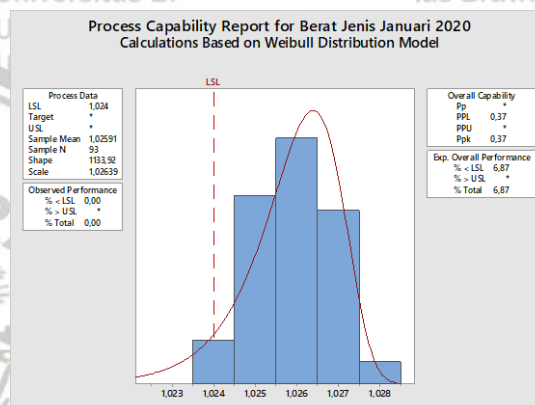 Process Capability Report for Berat Jenis Januari 2020
Calculations Based on Weibull Distribution Model
LSL
Process Data
LSL 1,024
Target *
USL *
Sample Mean 1,02591
Sample N 93
Shape 1133,92
Scale 1,02639
Observed Performance
% < LSL 0,00
% > USL *
% Total 0,00
Overall Capability
Pp *
PPL 0,37
PPU *
Ppk 0,37
Exp. Overall Performance
% < LSL 6,87
% > USL *
% Total 6,87
1,023 1,024 1,025 1,026 1,027 1,028